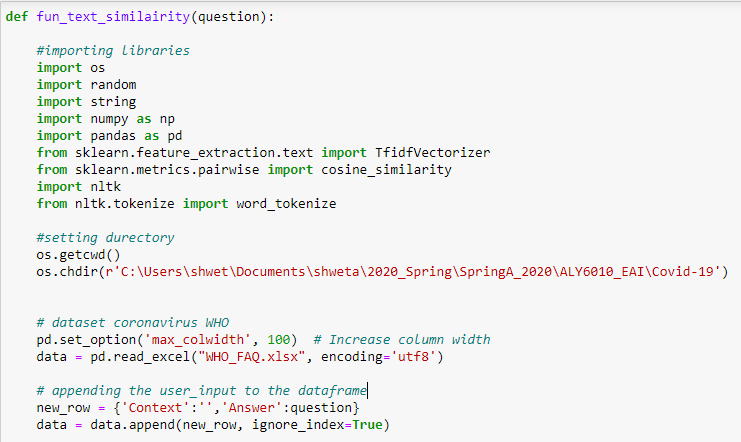 def fun_text_similairity(question):
#importing libraries
import os
import random
import string
import numpy as np
import pandas as pd
from sklearn.feature_extraction.text import TfidfVectorizer
from sklearn.metrics.pairwise import cosine_similarity
import nltk
from nltk.tokenize import word_tokenize
#setting durectory
os.getcwd()
os.chdir(r'C:\Users\shwet\Documents\shweta\2020_Spring\SpringA_2020\ALY6010_EAI\Covid-19')
# dataset coronavirus WHO
pd.set_option('max_colwidth', 100)  # Increase column width
data = pd.read_excel("WHO_FAQ.xlsx", encoding='utf8')
# appending the user_input to the dataframe
new_row = {'Context':'','Answer':question}
data = data.append(new_row, ignore_index=True)